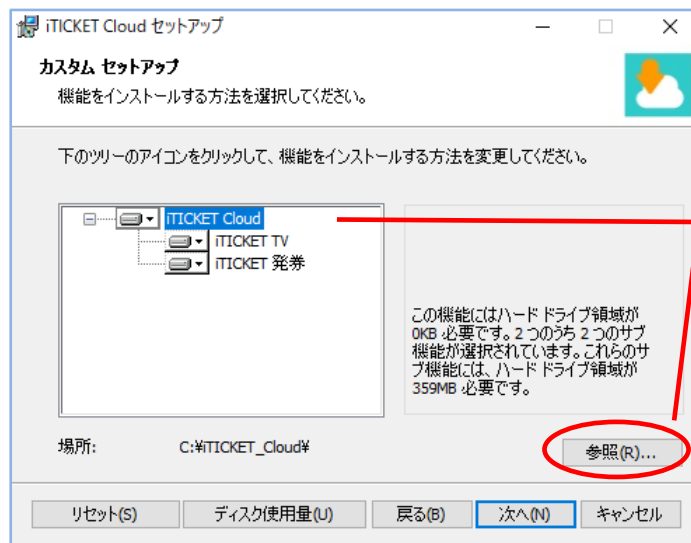 iTICKET Cloud セットアップ
カスタム セットアップ
機能をインストールする方法を選択してください。
下のツリーのアイコンをクリックして、機能をインストールする方法を変更してください。
iTICKET Cloud
iTICKET TV
iTICKET 発券
この機能にはハード ドライブ領域が
0KB 必要です。2 つのうち 2 つのサブ
機能が選択されています。これらのサ
ブ機能には、ハード ドライブ領域が
359MB 必要です。
場所: C:¥iTICKET_Cloud¥
参照(R)...
リセット(S) ディスク使用量(U) 戻る(B) 次へ(N) キャンセル